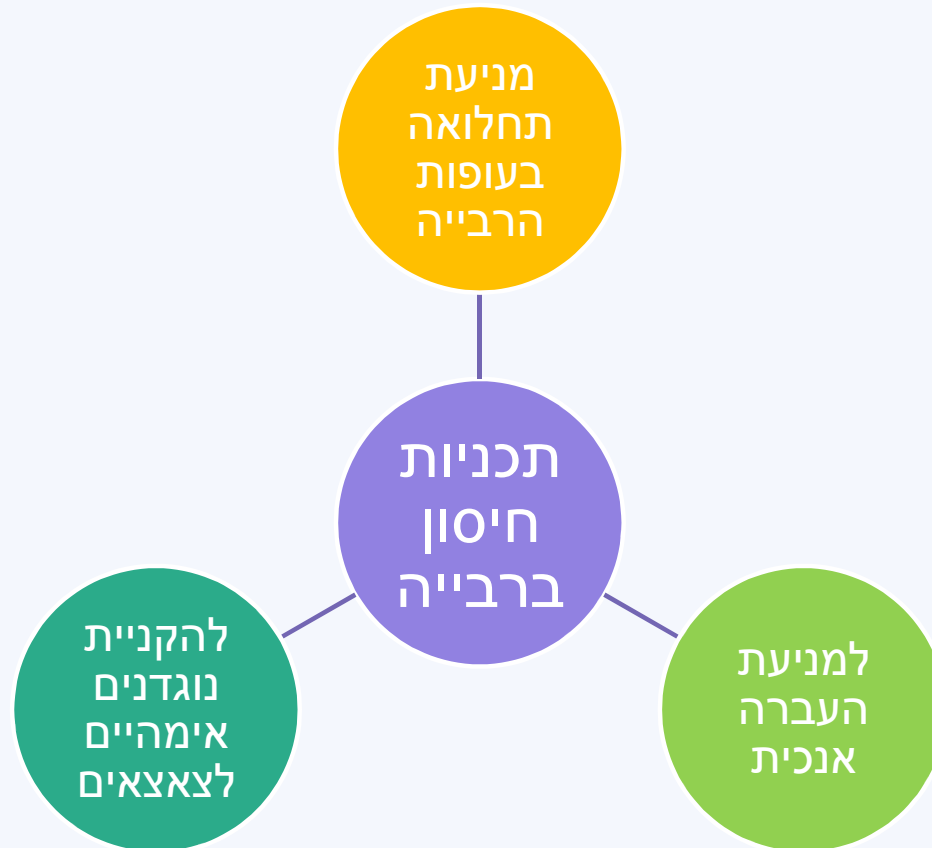 מניעת
תחלואה
בעופות
הרבייה
תכניות
חיסון
ברבייה
למניעת
העברה
אנכית
להקניית
נוגדנים
אימהיים
לצאצאים